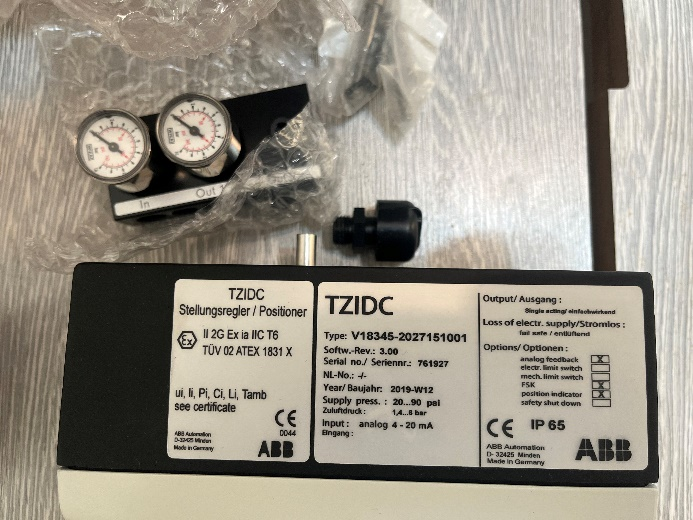 In
Out 1
TZIDC
Stellungsregler / Positioner
Ex
II 2G Ex ia IIC T6
TÜV 02 ATEX 1831 X
ui, Ii, Pi, Ci, Li, Tamb
see certificate
CE
0044
ABB Automation
D-32425 Minden
Made in Germany
ABB
TZIDC
Type: V18345-2027151001
Softw.-Rev.: 3.00
Serial no./ Seriennr.: 761927
NL-No.: -/-
Year/ Baujahr: 2019-W12
Supply press. : 20...90 psi
Zuluftdruck : 1,4...6 bar
Input : analog 4 - 20 mA
Eingang :
Output/ Ausgang :
Single acting/ einfachwirkend
Loss of electr. supply/Stromlos :
fail safe / entlüftend
Options/ Optionen :
analog feedback X
electr. limit switch
mech. limit switch
FSK X
position indicator X
safety shut down
CE IP 65
ABB Automation
D- 32425 Minden
Made in Germany
ABB